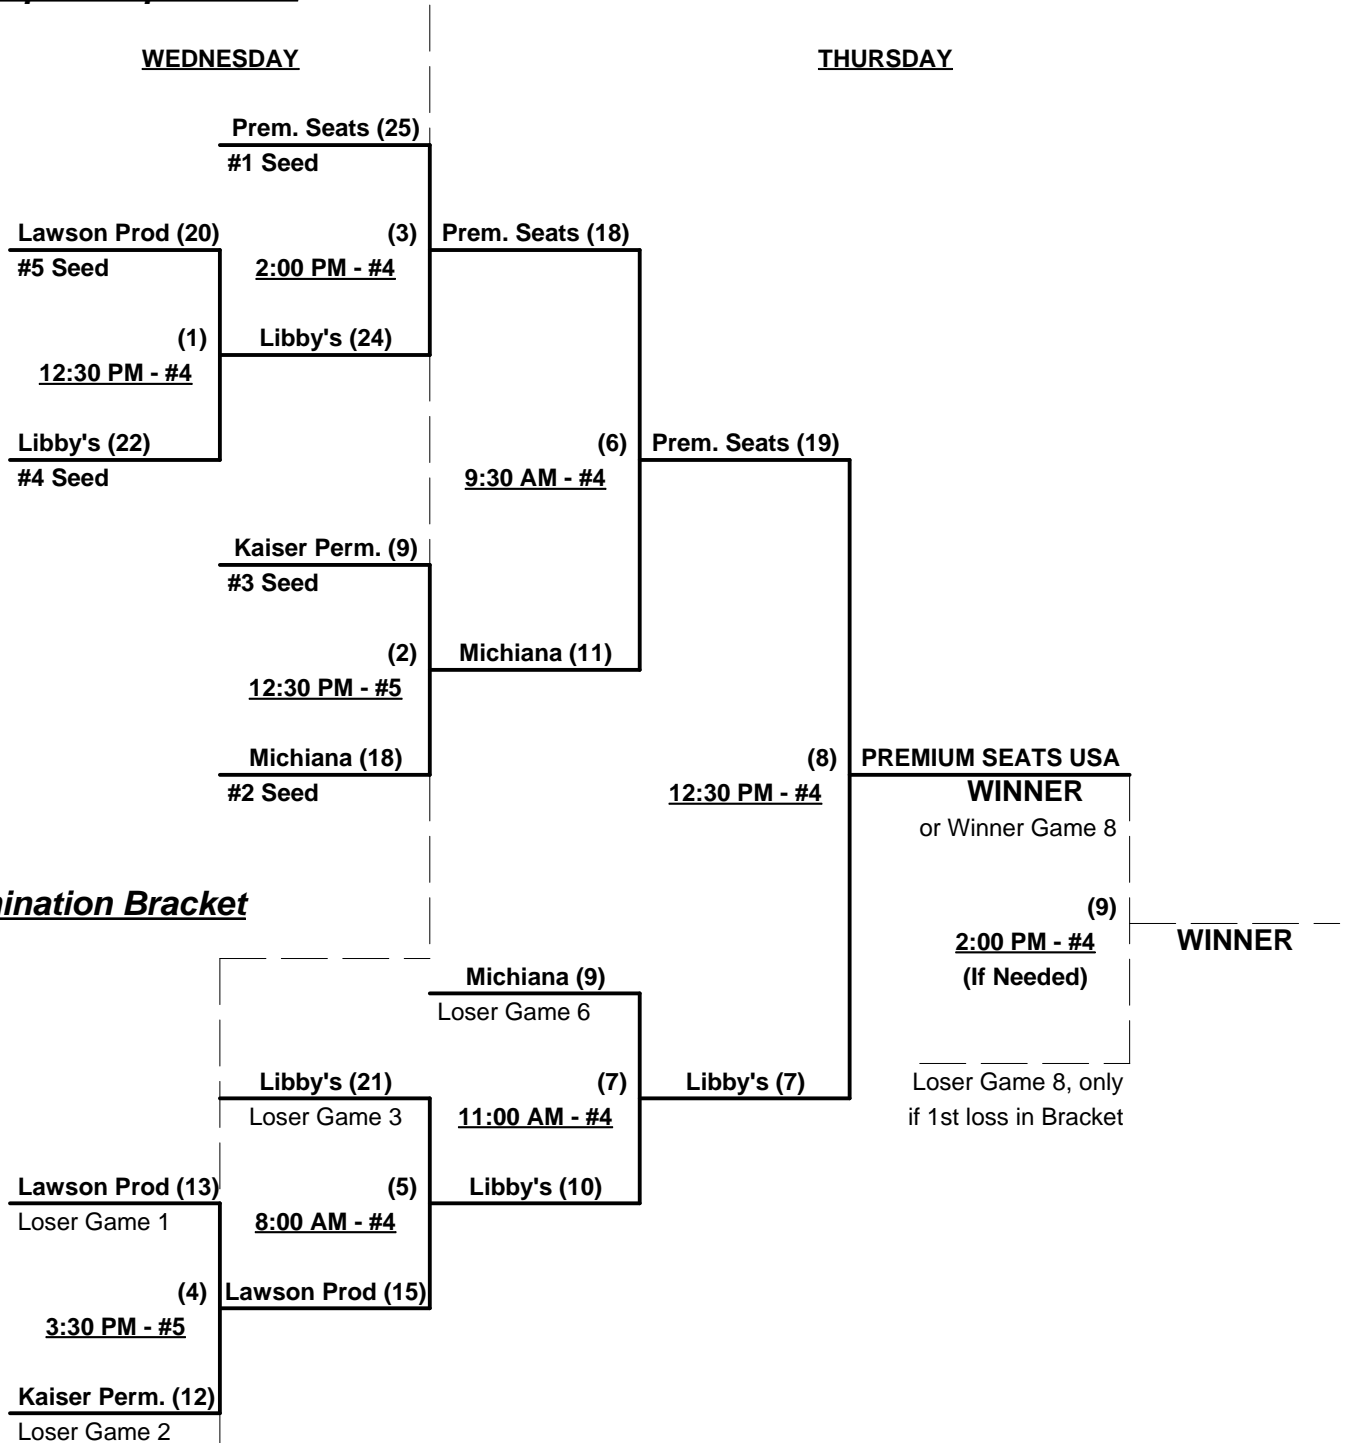 WEDNESDAY
THURSDAY
Prem. Seats (25)
#1 Seed
Lawson Prod (20)
(3)
Prem. Seats (18)
#5 Seed
2:00 PM - #4
(1)
Libby's (24)
12:30 PM - #4
Libby's (22)
(6)
Prem. Seats (19)
#4 Seed
9:30 AM - #4
Kaiser Perm. (9)
#3 Seed
(2)
Michiana (11)
12:30 PM - #5
Michiana (18)
(8)
PREMIUM SEATS USA
#2 Seed
12:30 PM - #4
WINNER
or Winner Game 8
mination Bracket
(9)
2:00 PM - #4
WINNER
(If Needed)
Michiana (9)
Loser Game 6
Libby's (21)
(7)
Libby's (7)
Loser Game 8, only
Loser Game 3
11:00 AM - #4
if 1st loss in Bracket
Lawson Prod (13)
(5)
Libby's (10)
Loser Game 1
8:00 AM - #4
(4)
Lawson Prod (15)
3:30 PM - #5
Kaiser Perm. (12)
Loser Game 2